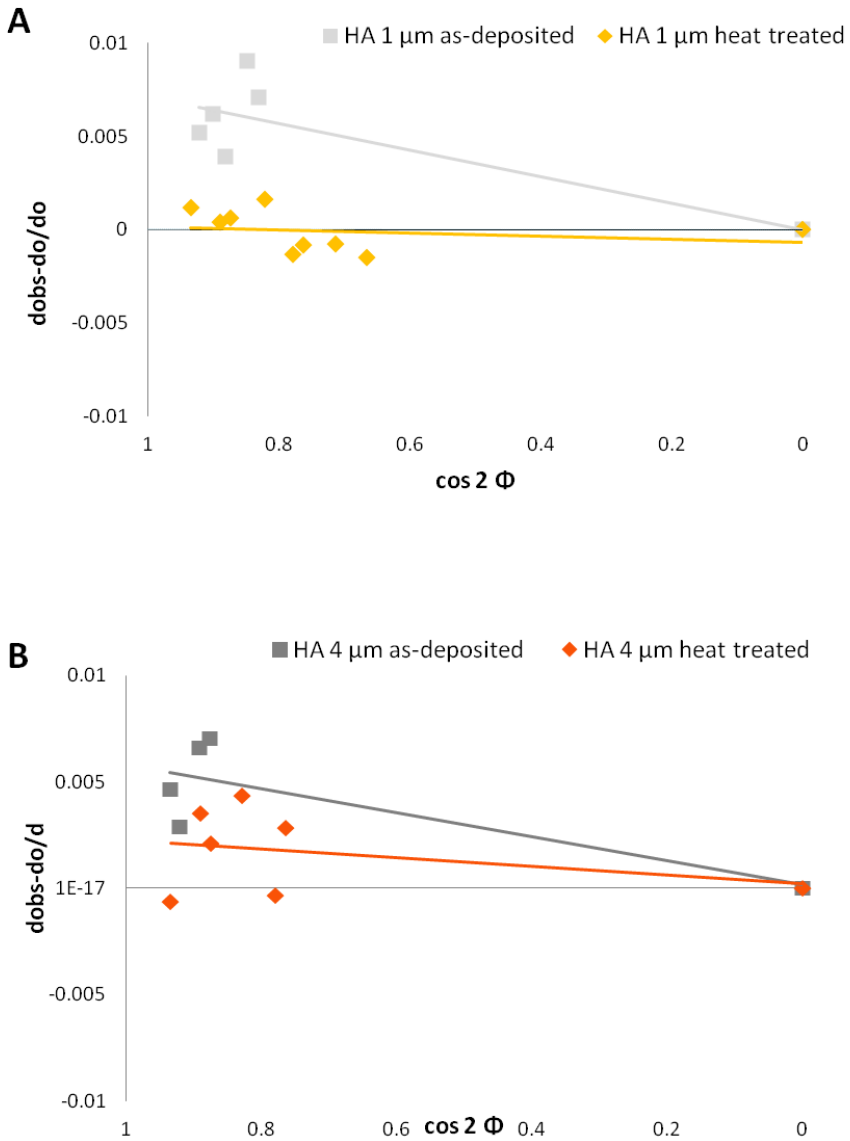 A
HA 1 μm as-deposited HA 1 μm heat treated
0.01
0.005
0
-0.005
-0.01
dobs-do/do
1 0.8 0.6 0.4 0.2 0
cos 2 Φ
B
HA 4 μm as-deposited HA 4 μm heat treated
0.01
0.005
1E-17
-0.005
-0.01
dobs-do/d
1 0.8 0.6 0.4 0.2 0
cos 2 Φ